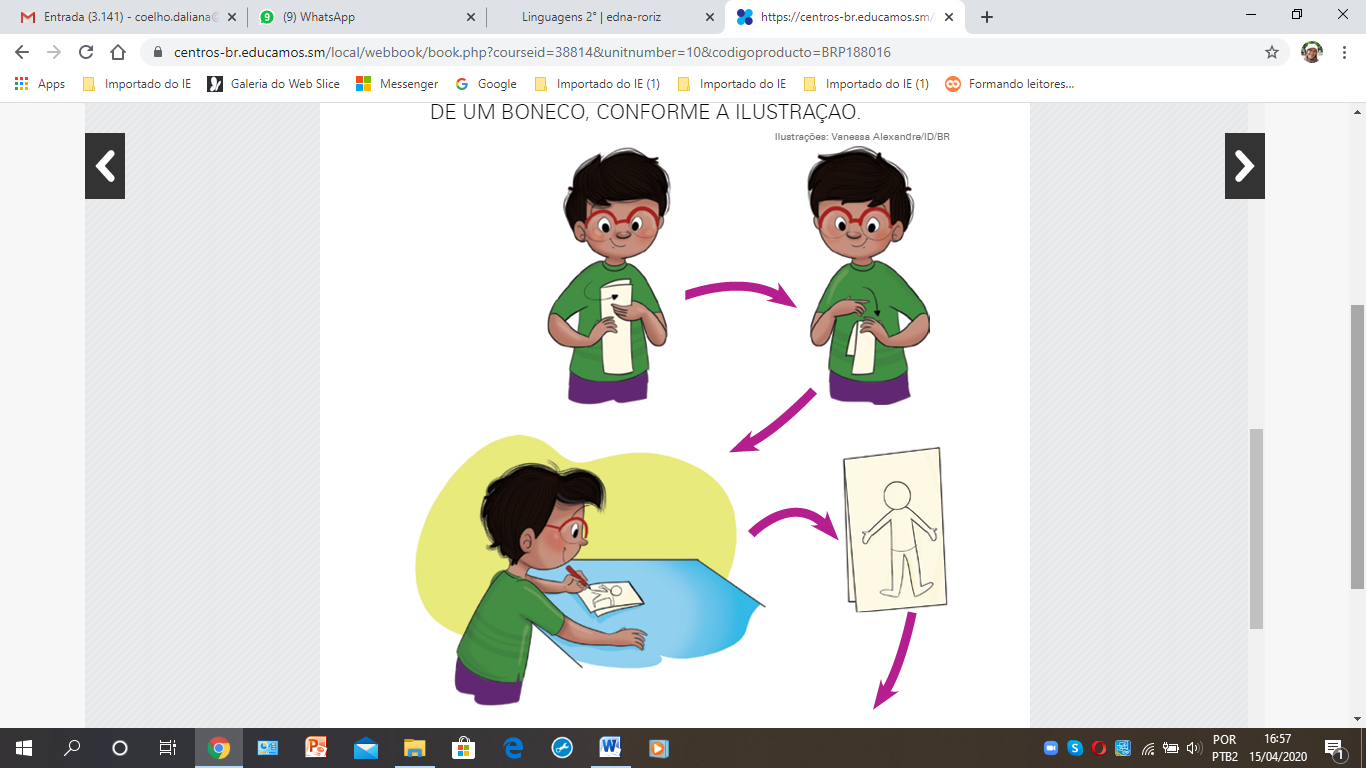 Entrada (3.141) - coelho.daliana@
(9) WhatsApp
Linguagens 2° | edna-roriz
https://centros-br.educamos.sm/
centros-br.educamos.sm/local/webbook/book.php?courseid=38814&unitnumber=10&codigoproducto=BRP188016
Apps
Importado do IE
Galeria do Web Slice
Messenger
Google
Importado do IE (1)
Importado do IE
Importado do IE (1)
Formando leitores...
DE UM BONECO, CONFORME A ILUSTRAÇÃO.
Ilustrações: Vanessa Alexandre/ID/BR
POR
PTB2
16:57
15/04/2020